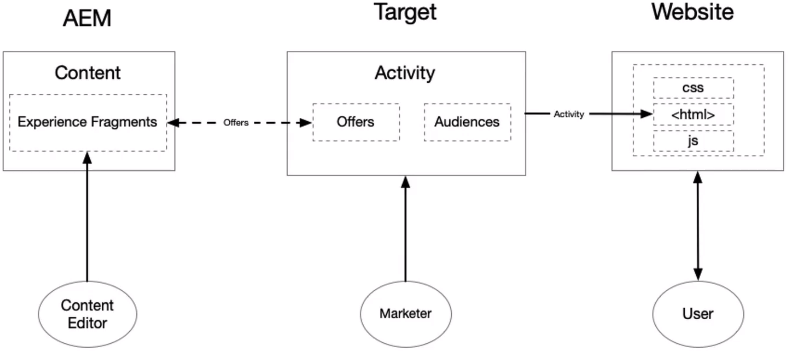 AEM
Target
Website
Content
Activity
Experience Fragments
Offers
Offers
Audiences
Activity
css
<html>
js
Content
Editor
Marketer
User